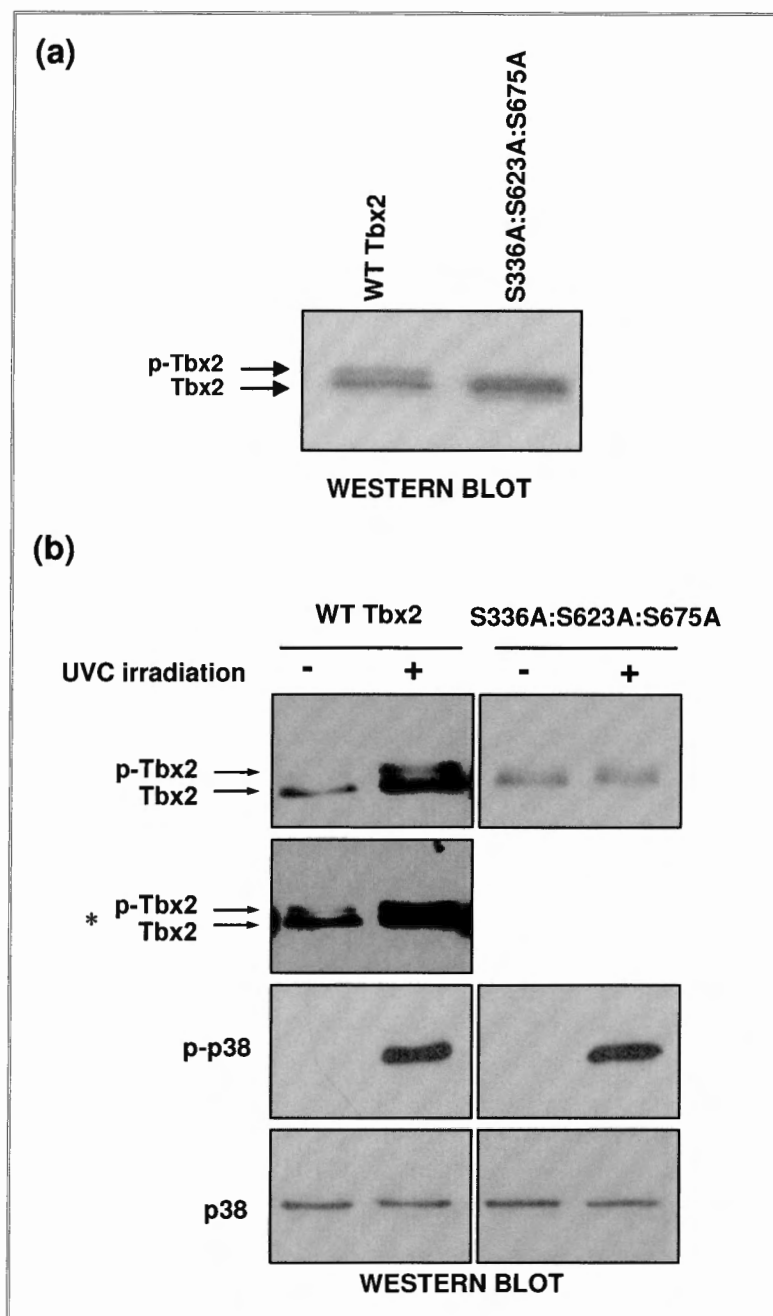 (a)
WT Tbx2
S336A:S623A:S675A
p-Tbx2
Tbx2
WESTERN BLOT
(b)
WT Tbx2 S336A:S623A:S675A
UVC irradiation - + - +
p-Tbx2
Tbx2
* p-Tbx2
Tbx2
p-p38
p38
WESTERN BLOT